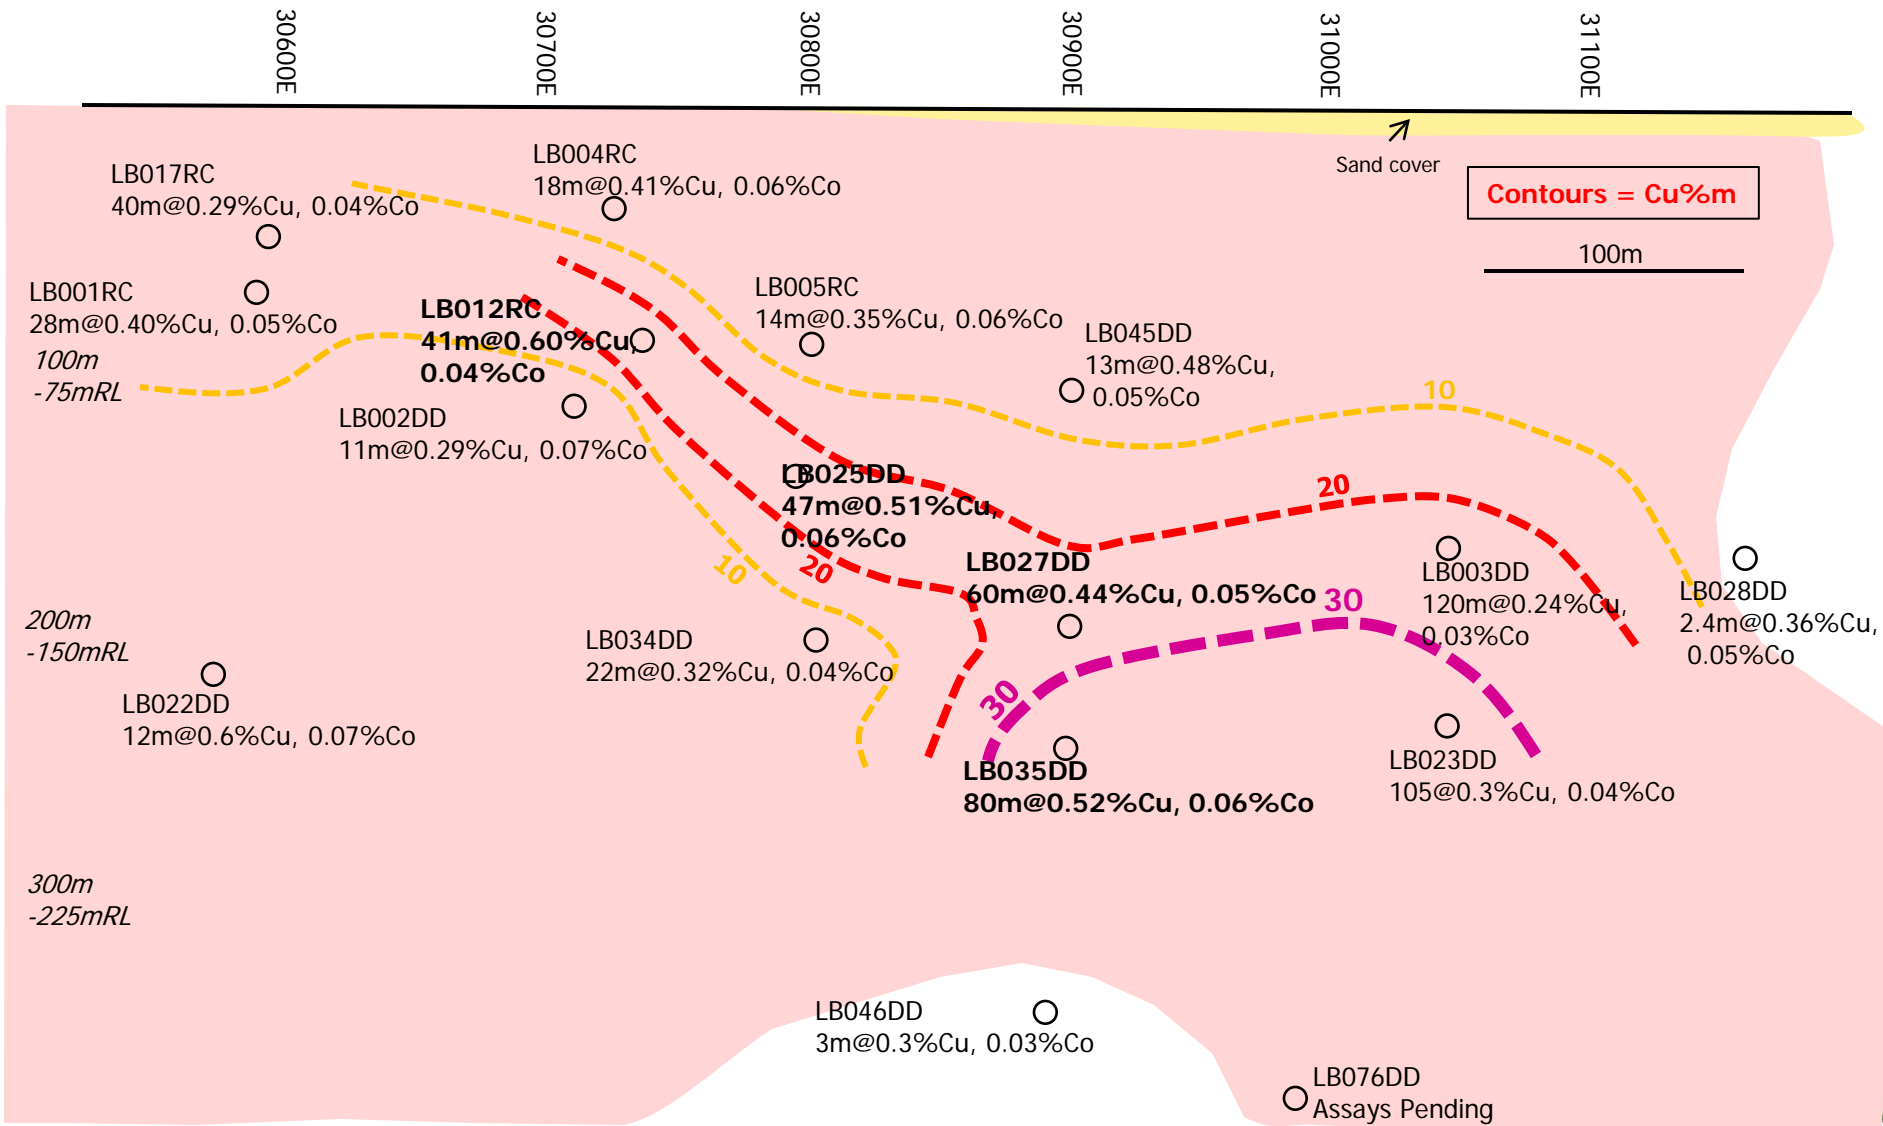 30600E
30700E
30800E
30900E
31000E
31100E
Sand cover
LB017RC
40m@0.29%Cu, 0.04%Co
LB004RC
18m@0.41%Cu, 0.06%Co
Contours = Cu%m
100m
LB001RC
28m@0.40%Cu, 0.05%Co
100m
-75mRL
LB012RC
41m@0.60%Cu,
0.04%Co
LB005RC
14m@0.35%Cu, 0.06%Co
LB045DD
13m@0.48%Cu,
0.05%Co
10
LB002DD
11m@0.29%Cu, 0.07%Co
LB025DD
47m@0.51%Cu,
0.06%Co
20
10
20
LB027DD
60m@0.44%Cu, 0.05%Co
30
LB003DD
120m@0.24%Cu,
0.03%Co
LB028DD
2.4m@0.36%Cu,
0.05%Co
200m
-150mRL
LB034DD
22m@0.32%Cu, 0.04%Co
LB022DD
12m@0.6%Cu, 0.07%Co
30
LB035DD
80m@0.52%Cu, 0.06%Co
LB023DD
105@0.3%Cu, 0.04%Co
300m
-225mRL
LB046DD
3m@0.3%Cu, 0.03%Co
LB076DD
Assays Pending